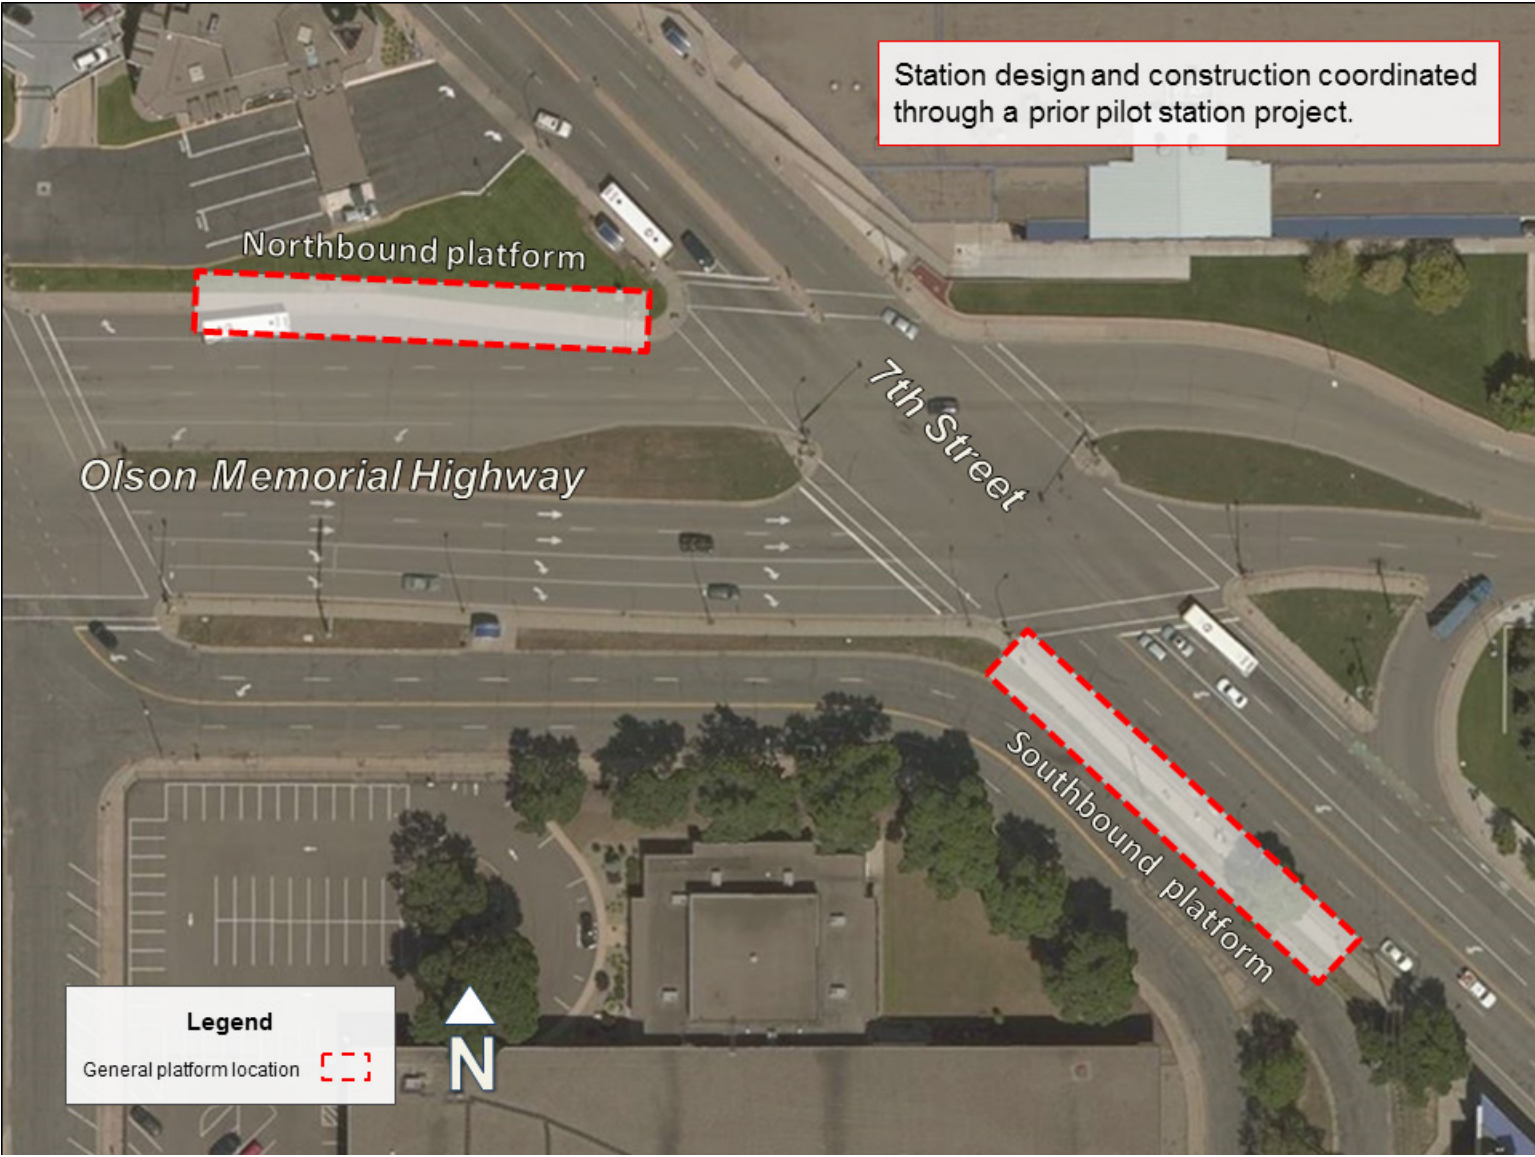 Station design and construction coordinated
through a prior pilot station project.
Northbound platform
7th Street
Olson Memorial Highway
Southbound platform
Legend
General platform location
N